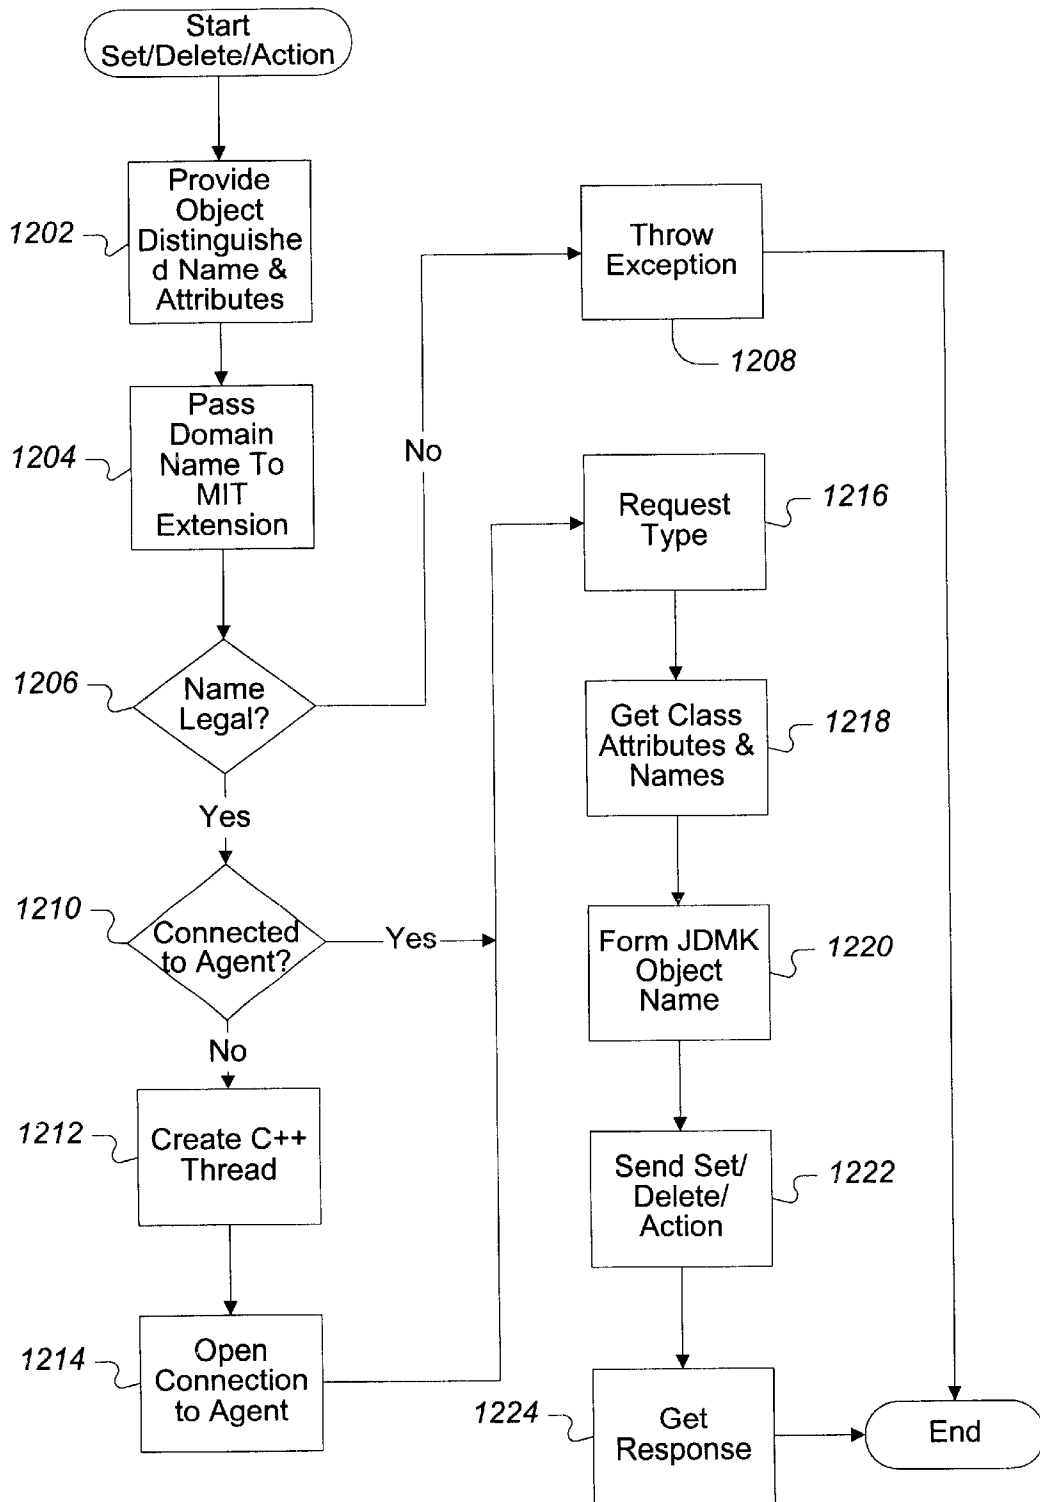 Start
Set/Delete/Action
1202
Provide
Object
Distinguishe
d Name &
Attributes
1204
Pass
Domain
Name To
MIT
Extension
1206
Name
Legal?
No
Yes
1210
Connected
to Agent?
Yes
No
1212
Create C++
Thread
1214
Open
Connection
to Agent
Throw
Exception
1208
Request
Type
1216
Get Class
Attributes &
Names
1218
Form JDMK
Object
Name
1220
Send Set/
Delete/
Action
1222
1224
Get
Response
End